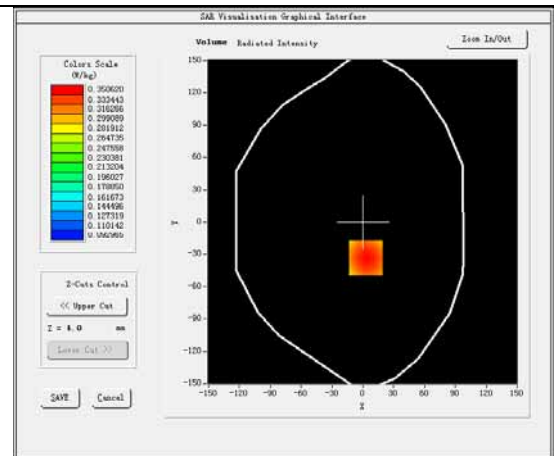 SAR Visualisation Graphical Interface
Volume Radiated Intensity
Zoom In/Out
Colors Scale
(W/kg)
0.350620
0.333443
0.316266
0.299089
0.281912
0.264735
0.247558
0.230381
0.213204
0.196027
0.178850
0.161673
0.144496
0.127319
0.110142
0.092965
Z-Cuts Control
<< Upper Cut
Z = 4.0 mm
Lower Cut >>
SAVE Cancel
150
120
90
60
30
0
-30
-60
-90
-120
-150
Y
-150 -120 -90 -60 -30 0 30 60 90 120 150
X